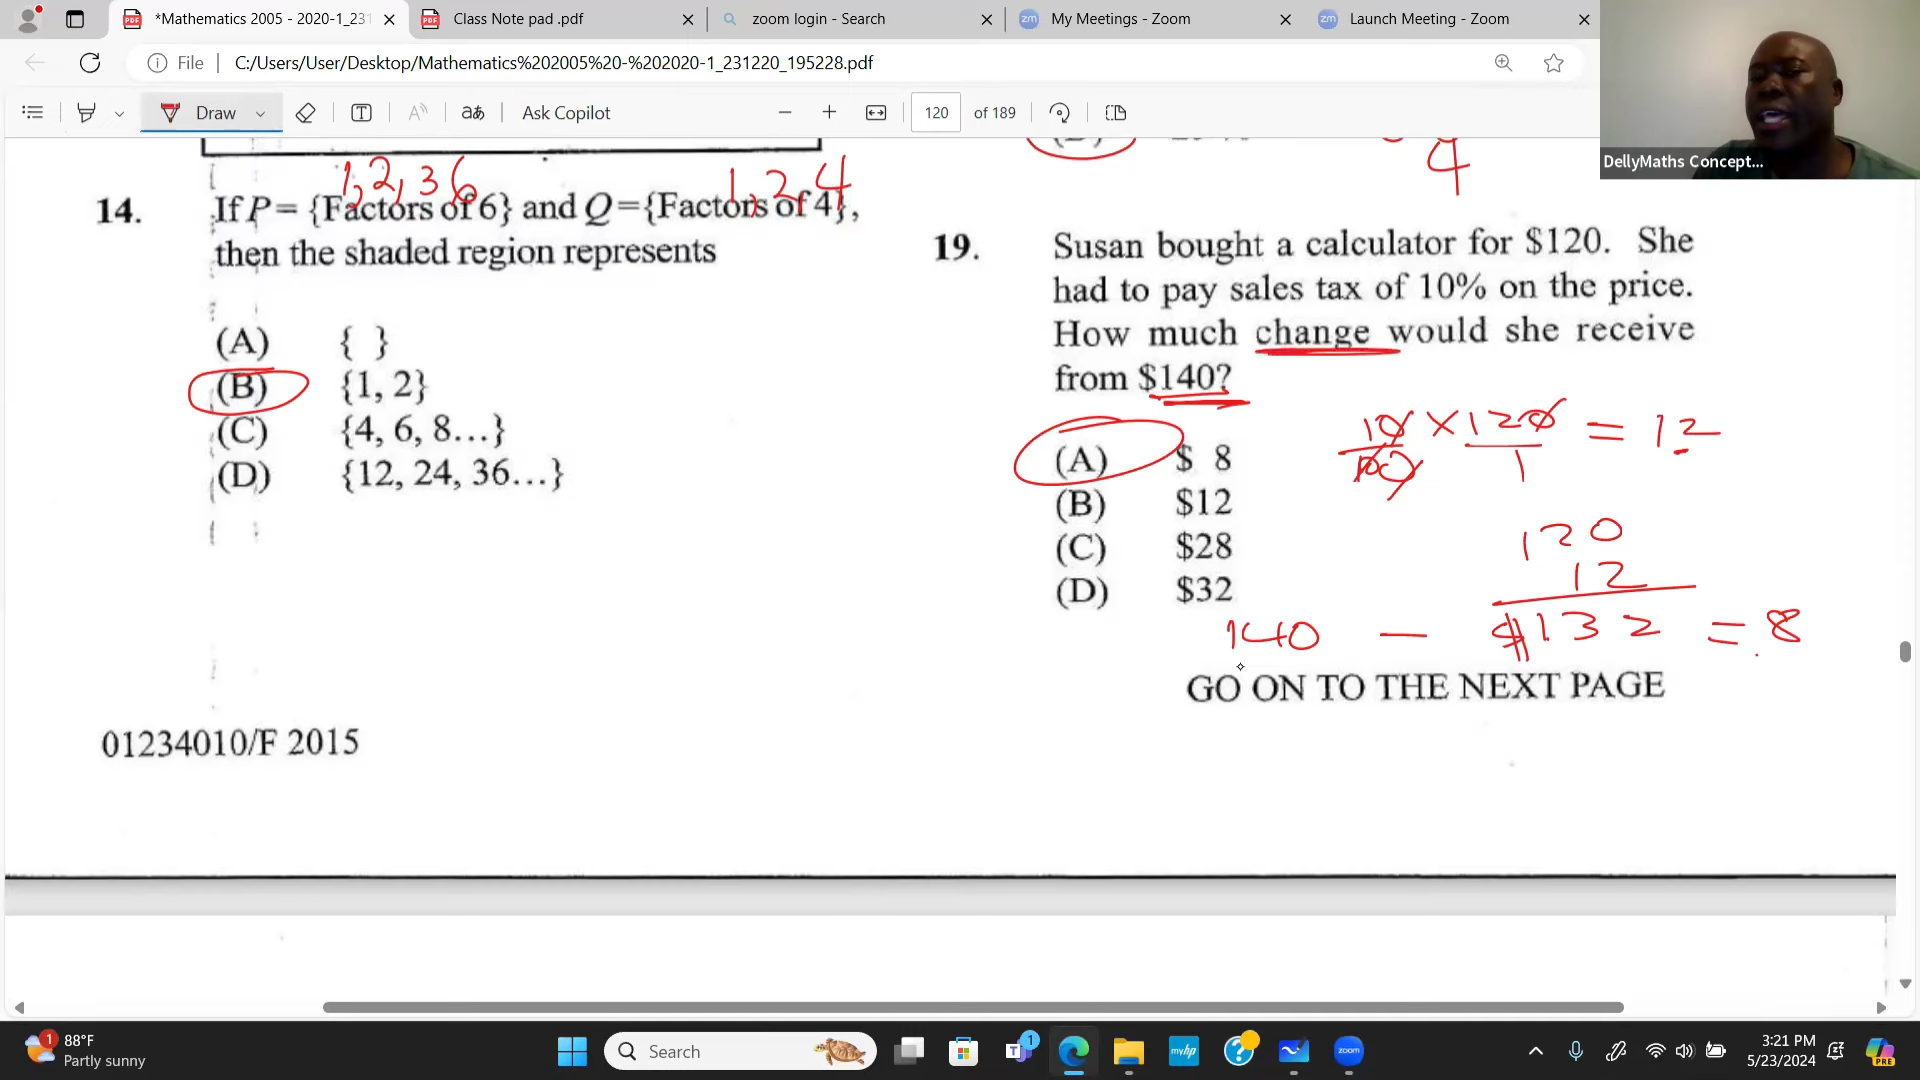 *Mathematics 2005 - 2020-1_231
Class Note pad .pdf
zoom login - Search
My Meetings - Zoom
Launch Meeting - Zoom
File
C:/Users/User/Desktop/Mathematics%202005%20-%202020-1_231220_195228.pdf
Draw
Ask Copilot
120 of 189
DellyMaths Concept...
1, 2, 3 6
1, 2, 4
14. If P = {Factors of 6} and Q={Factors of 4},
then the shaded region represents
(A) { }
(B) {1, 2}
(C) {4, 6, 8...}
(D) {12, 24, 36...}
01234010/F 2015
4
19. Susan bought a calculator for $120. She
had to pay sales tax of 10% on the price.
How much change would she receive
from $140?
(A) $ 8
(B) $12
(C) $28
(D) $32
10/100 × 120/1 = 12
120
12
140 — $132 = 8
GO ON TO THE NEXT PAGE
88°F
Partly sunny
Search
3:21 PM
5/23/2024